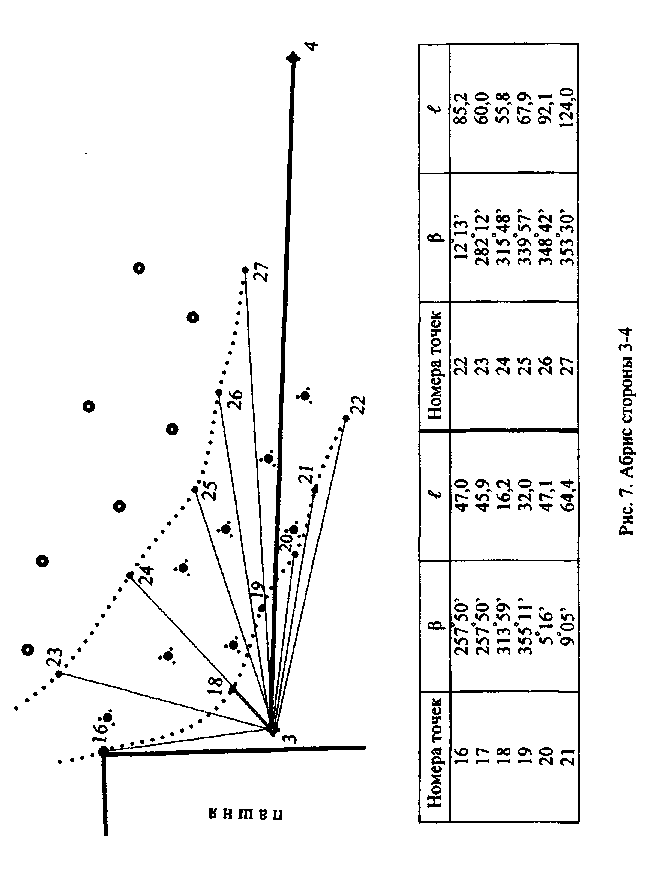 23
24
25
26
27
4
16
18
19
20
21
22
3
пашня
Номера точек β ℓ Номера точек β ℓ
16 257°50’ 47,0 22 12°13’ 85,2
17 257°50’ 45,9 23 282°12’ 60,0
18 313°59’ 16,2 24 315°48’ 55,8
19 355°11’ 32,0 25 339°57’ 67,9
20 5°16’ 47,1 26 348°42’ 92,1
21 9°05’ 64,4 27 353°30’ 124,0
Рис. 7. Абрис стороны 3-4